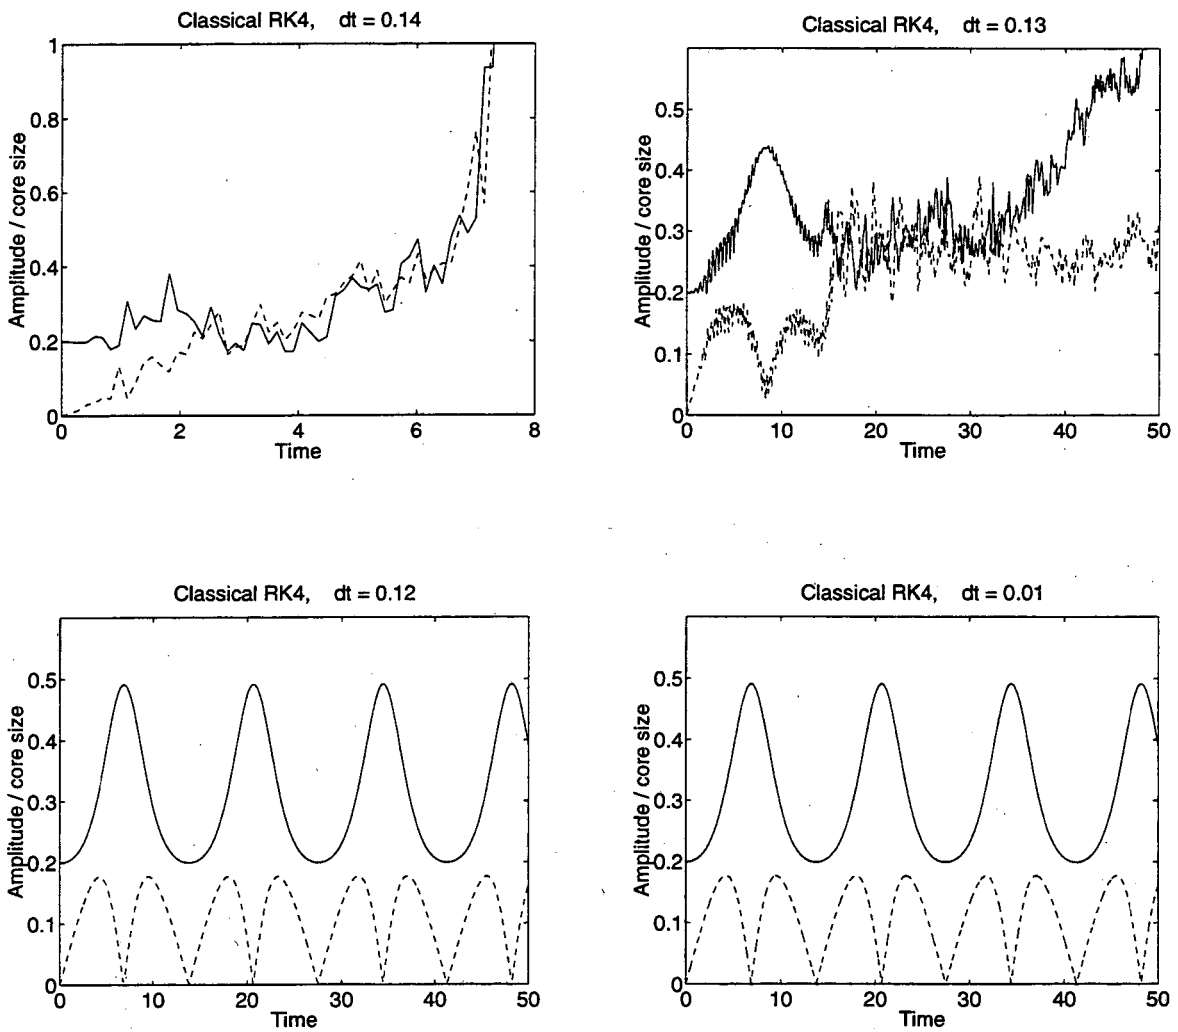 Classical RK4, dt = 0.14
Amplitude / core size
1
0.8
0.6
0.4
0.2
0
0 2 4 6 8
Time
Classical RK4, dt = 0.13
Amplitude / core size
0.5
0.4
0.3
0.2
0.1
0
0 10 20 30 40 50
Time
Classical RK4, dt = 0.12
Amplitude / core size
0.5
0.4
0.3
0.2
0.1
0
0 10 20 30 40 50
Time
Classical RK4, dt = 0.01
Amplitude / core size
0.5
0.4
0.3
0.2
0.1
0
0 10 20 30 40 50
Time